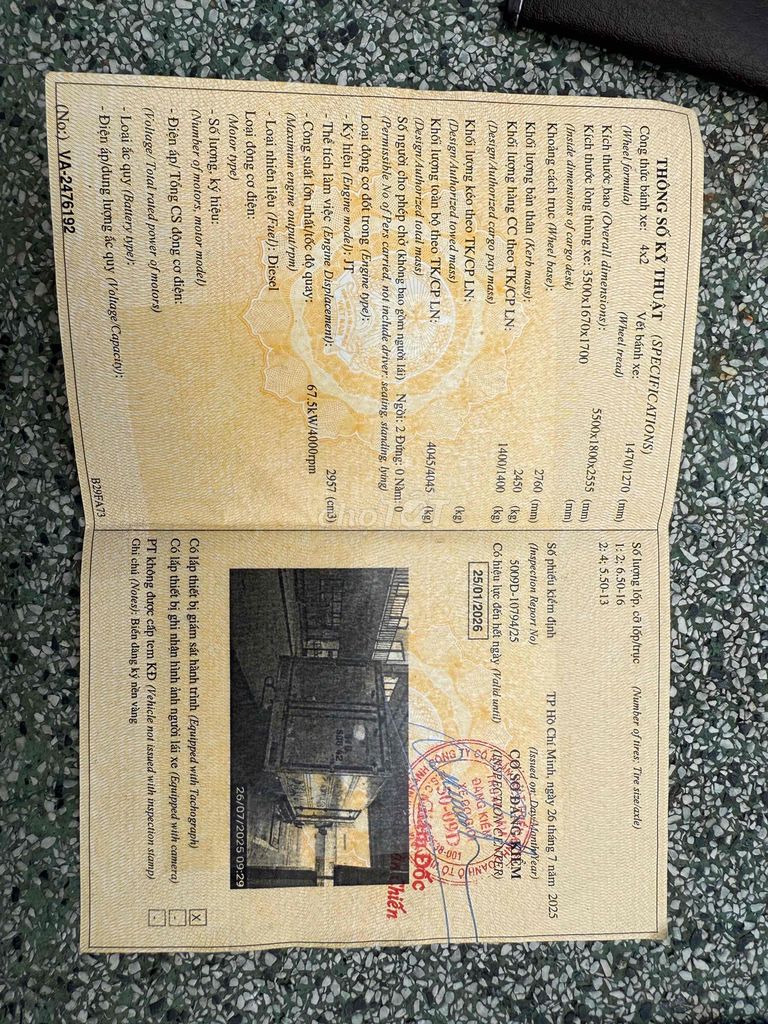 THÔNG SỐ KỸ THUẬT (SPECIFICATIONS)
Công thức bánh xe: 4x2 Vết bánh xe: 1470/1270 (mm)
(Wheel formula) (Wheel tread)
Kích thước bao (Overall dimensions): 5500x1800x2555 (mm)
Kích thước lòng thùng xe: 3500x1670x1700
(Inside dimensions of cargo desk)
Khoảng cách trục (Wheel base): 2760 (mm)
Khối lượng bản thân (Kerb mass): 2450 (kg)
Khối lượng hàng CC theo TK/CP LN: 1400/1400 (kg)
(Design/Authorized cargo pay mass)
Khối lượng kéo theo TK/CP LN: (kg)
(Design/Authorized towed mass)
Khối lượng toàn bộ theo TK/CP LN: 4045/4045 (kg)
(Design/Authorized total mass)
Số người cho phép chở (không bao gồm người lái) Ngồi: 2 Đứng: 0 Nằm: 0
(Permissible No of Pers carried, not include driver: seating, standing, lying)
Loại động cơ đốt trong (Engine type):
- Ký hiệu (Engine model): JT
- Thể tích làm việc (Engine Displacement): 2957 (cm3)
- Công suất lớn nhất/tốc độ quay: 67.5kW/4000rpm
(Maximum engine output/rpm)
- Loại nhiên liệu (Fuel): Diesel
Loại động cơ điện:
(Motor type)
- Số lượng, ký hiệu:
(Number of motors, motor model)
- Điện áp/ Tổng CS động cơ điện:
(Voltage/ Total rated power of motors)
- Loại ắc quy (Battery type):
- Điện áp/dung lượng ắc quy (Voltage/Capacity):
(No:) VA-2476192
B29FA73
Số lượng lốp, cỡ lốp/trục (Number of tires; Tire size/axle)
1: 2; 6.50-16
2: 4; 5.50-13
Số phiếu kiểm định
(Inspection Report No)
5009D-10794/25
Có hiệu lực đến hết ngày (Valid until)
25/01/2026
TP Hồ Chí Minh, ngày 26 tháng 7 năm 2025
(Issued on: Day/Month/Year)
CƠ SỞ ĐĂNG KIỂM
(INSPECTION CENTER)
ĐĂNG KIỂM
50-09D
26/07/2025 09:29
Có lắp thiết bị giám sát hành trình (Equipped with Tachograph) X
Có lắp thiết bị ghi nhận hình ảnh người lái xe (Equipped with camera) -
PT không được cấp tem KĐ (Vehicle not issued with inspection stamp) -
Ghi chú (Notes): Biển đăng ký nền vàng
chợTỐT